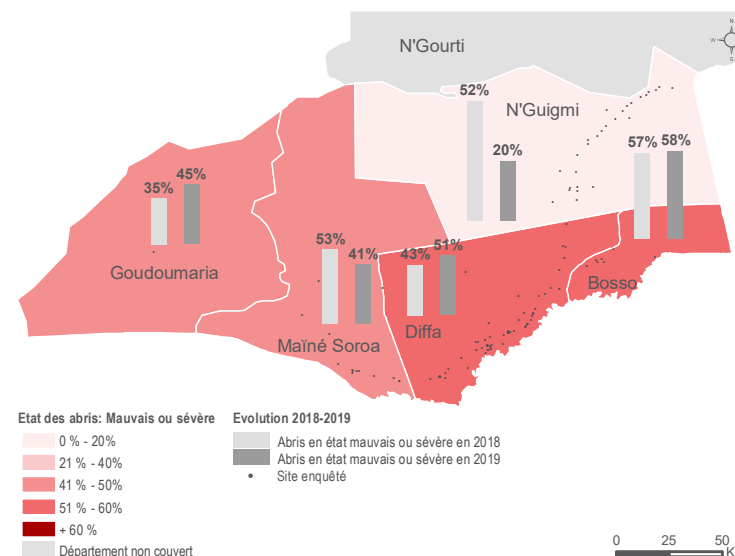 N'Gourti
N
W
S
52%
N'Guigmi
20%
57%
58%
35%
45%
Goudoumaria
53%
41%
43%
51%
Bosso
Diffa
Maïné Soroa
Etat des abris: Mauvais ou sévère
0 % - 20%
21 % - 40%
41 % - 50%
51 % - 60%
+ 60 %
Département non couvert
Evolution 2018-2019
Abris en état mauvais ou sévère en 2018
Abris en état mauvais ou sévère en 2019
Site enquêté
0 25 50
K